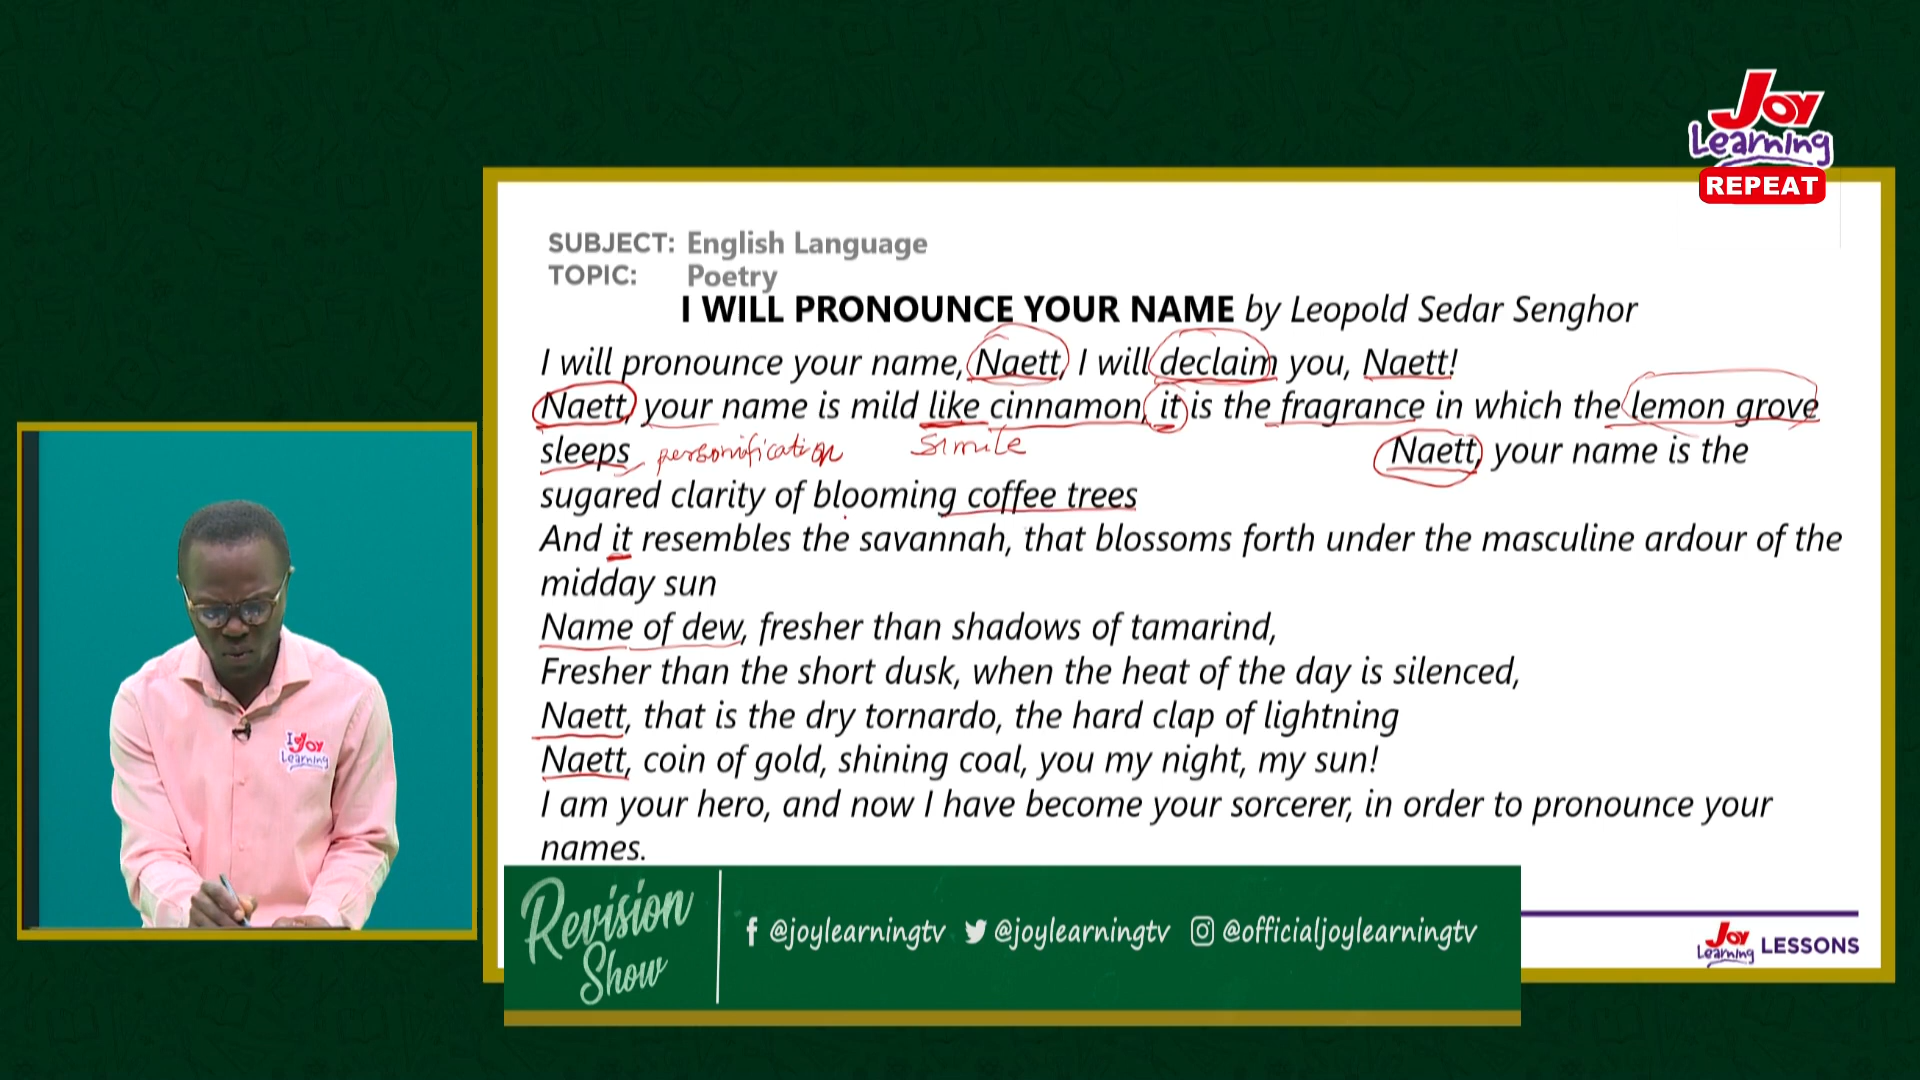 Joy
Learning
REPEAT
SUBJECT: English Language
TOPIC: Poetry
I WILL PRONOUNCE YOUR NAME by Leopold Sedar Senghor
I will pronounce your name, Naett, I will declaim you, Naett!
Naett, your name is mild like cinnamon, it is the fragrance in which the lemon grove
sleeps personification simile Naett, your name is the
sugared clarity of blooming coffee trees
And it resembles the savannah, that blossoms forth under the masculine ardour of the
midday sun
Name of dew, fresher than shadows of tamarind,
Fresher than the short dusk, when the heat of the day is silenced,
Naett, that is the dry tornardo, the hard clap of lightning
Naett, coin of gold, shining coal, you my night, my sun!
I am your hero, and now I have become your sorcerer, in order to pronounce your
names.
I Joy
Learning
Revision
Show
@joylearningtv @joylearningtv @officialjoylearningtv
Joy
Learning LESSONS